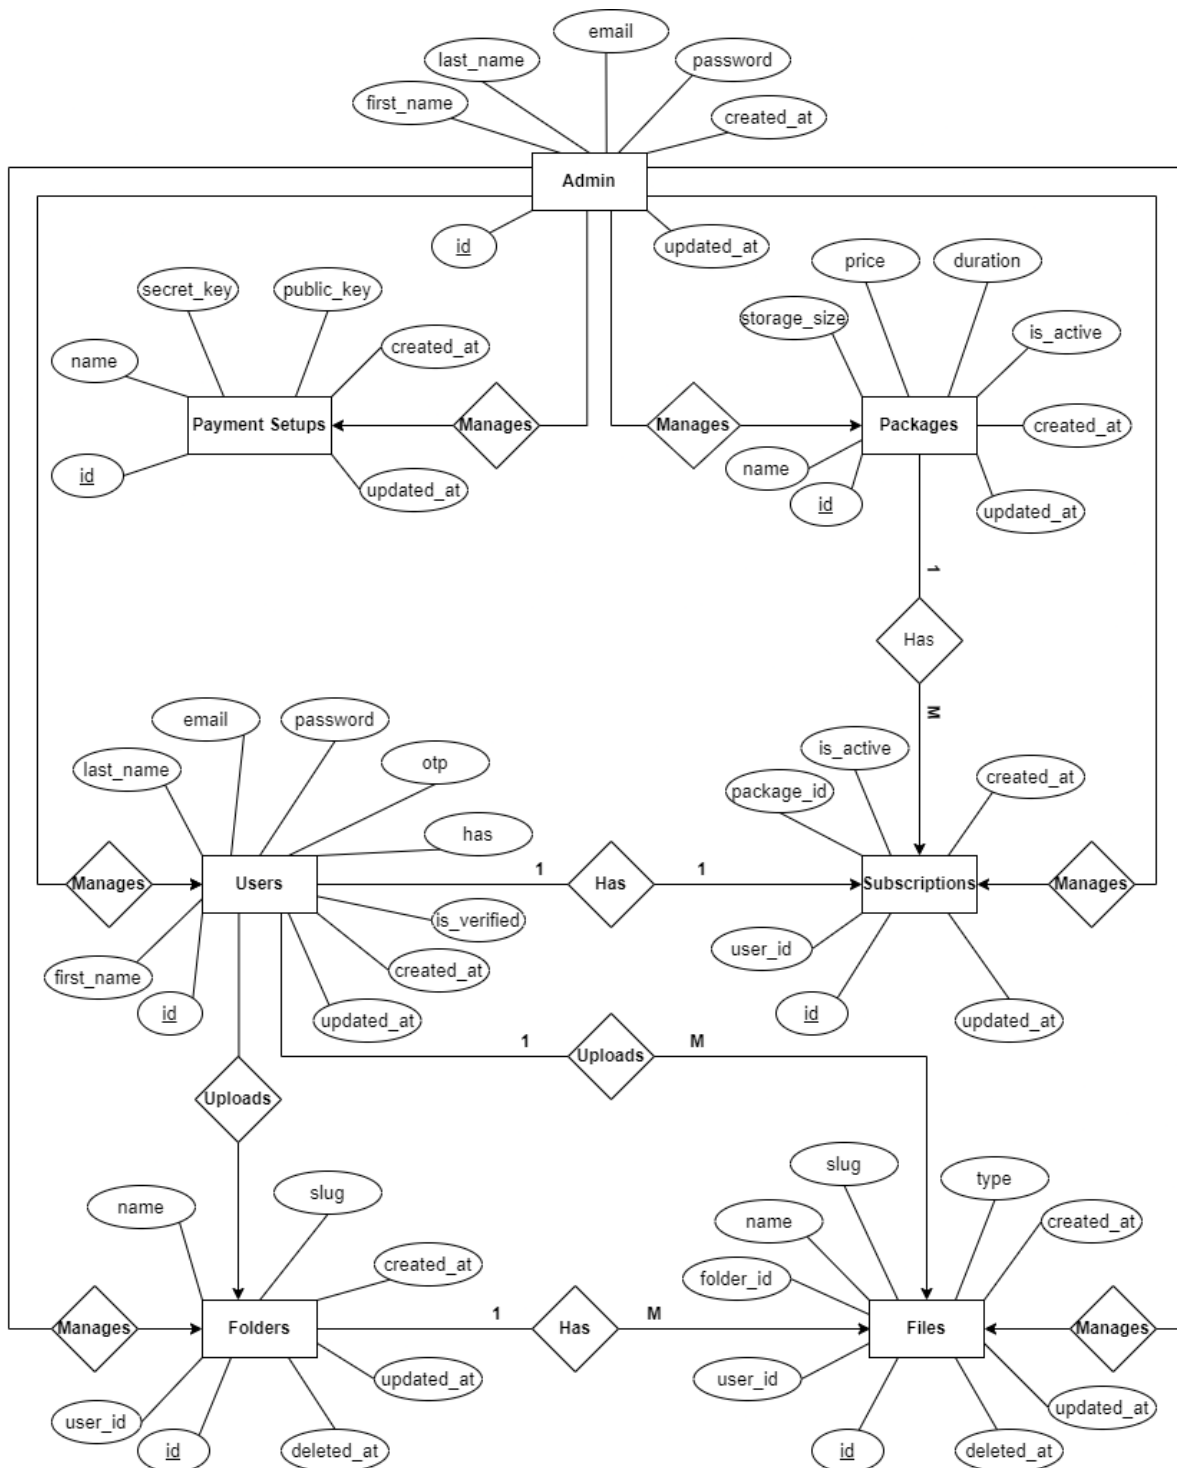 email
last_name
password
first_name
created_at
Admin
id
updated_at
price
duration
secret_key
public_key
storage_size
is_active
name
created_at
Payment Setups
Manages
Manages
Packages
created_at
name
id
updated_at
id
updated_at
1
Has
M
email
password
is_active
last_name
otp
package_id
created_at
has
Manages
Users
1
Has
1
Subscriptions
Manages
is_verified
user_id
first_name
created_at
id
updated_at
id
updated_at
1
Uploads
M
Uploads
slug
type
name
slug
name
created_at
created_at
folder_id
Manages
Folders
1
Has
M
Files
Manages
updated_at
user_id
updated_at
user_id
id
deleted_at
id
deleted_at